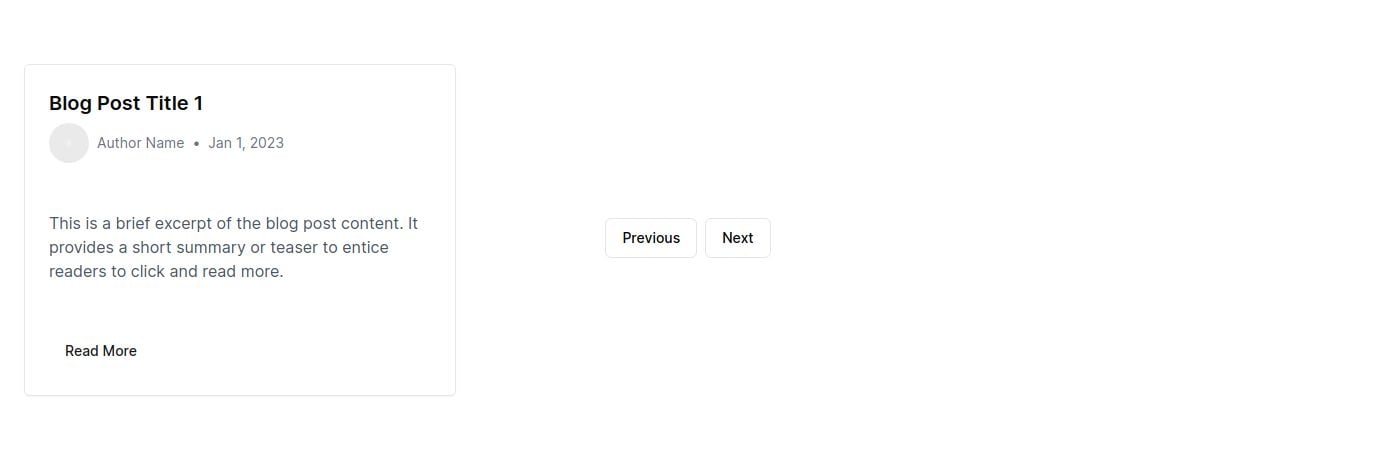 Blog Post Title 1
Author Name • Jan 1, 2023
This is a brief excerpt of the blog post content. It
provides a short summary or teaser to entice
readers to click and read more.
Read More
Previous
Next